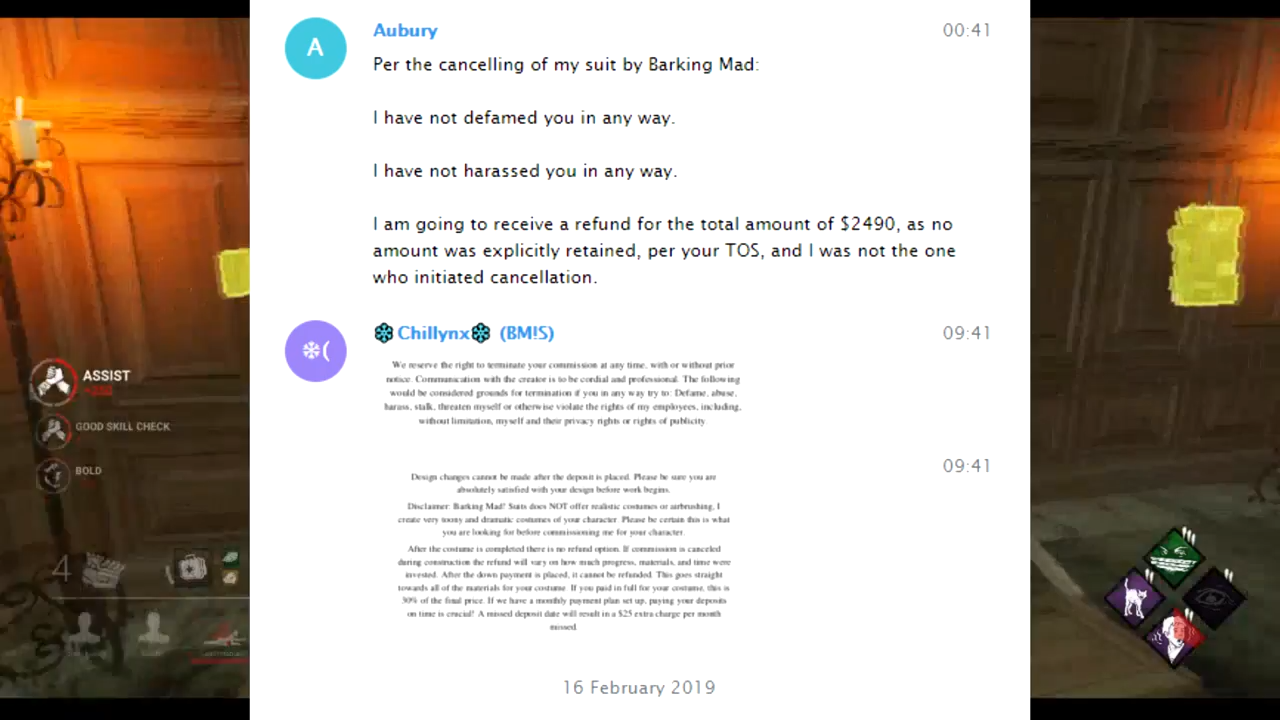 A
Aubury
00:41
Per the cancelling of my suit by Barking Mad:
I have not defamed you in any way.
I have not harassed you in any way.
I am going to receive a refund for the total amount of $2490, as no
amount was explicitly retained, per your TOS, and I was not the one
who initiated cancellation.
❄(
❄Chillynx❄ (BM!S)
09:41
We reserve the right to terminate your commission at any time, with or without prior
notice. Communication with the creator is to be cordial and professional. The following
would be considered grounds for termination if you in any way try to: Defame, abuse,
harass, stalk, threaten myself or otherwise violate the rights of my employees, including,
without limitation, myself and their privacy rights or rights of publicity.
09:41
Design changes cannot be made after the deposit is placed. Please be sure you are
absolutely satisfied with your design before work begins.
Disclaimer: Barking Mad! Suits does NOT offer realistic costumes or airbrushing, I
create very toony and dramatic costumes of your character. Please be certain this is what
you are looking for before commissioning me for your character.
After the costume is completed there is no refund option. If commission is canceled
during construction the refund will vary on how much progress, materials, and time were
invested. After the down payment is placed, it cannot be refunded. This goes straight
towards all of the materials for your costume. If you paid in full for your costume, this is
30% of the final price. If we have a monthly payment plan set up, paying your deposits
on time is crucial! A missed deposit date will result in a $25 extra charge per month
missed.
16 February 2019
ASSIST
GOOD SKILL CHECK
BOLD
4